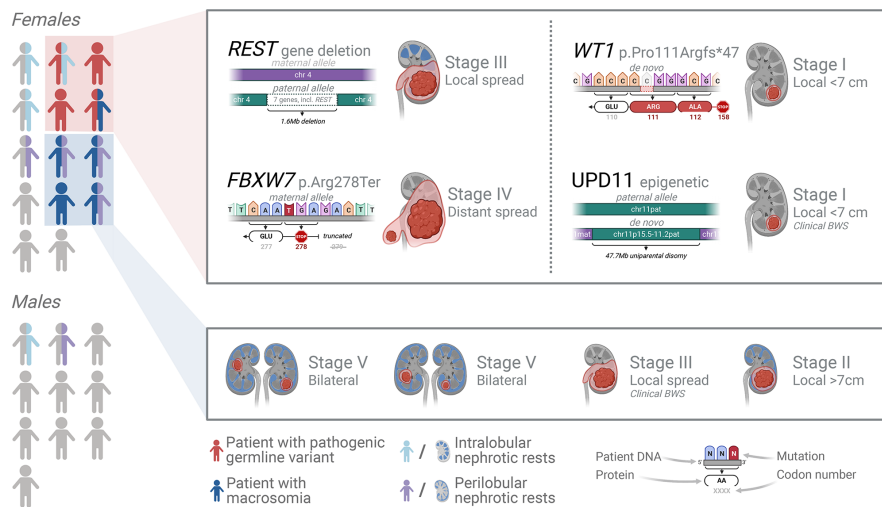 Females
REST gene deletion
maternal allele
chr 4
paternal allele
chr 4
7 genes, incl. REST
chr 4
1.6Mb deletion
Stage III
Local spread
WT1 p.Pro111Argfs*47
de novo
C G C C C C G G G G C
GLU ARG ALA STOP
110 111 112 158
Stage I
Local <7 cm
FBXW7 p.Arg278Ter
maternal allele
T T C A A T G A G A C T T
GLU STOP truncated
277 278 279
Stage IV
Distant spread
UPD11 epigenetic
paternal allele
chr11pat
de novo
chr11p15.5-11.2pat
47.7Mb uniparental disomy
Stage I
Local <7 cm
Clinical BWS
Males
Stage V
Bilateral
Stage V
Bilateral
Stage III
Local spread
Clinical BWS
Stage II
Local >7cm
Patient with pathogenic
germline variant
Patient with
macrosomia
/ Intralobular
nephrotic rests
/ Perilobular
nephrotic rests
Patient DNA
Protein
N N N
5' 3'
AA
XXXX
Mutation
Codon number